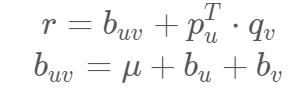 r = b_{uv} + p_u^T · q_v
b_{uv} = μ + b_u + b_v